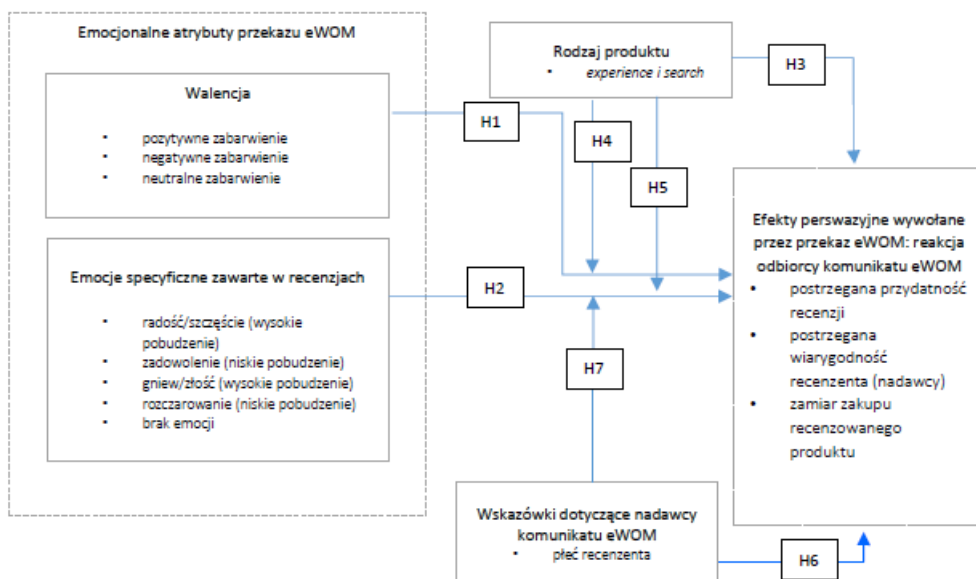 Emocjonalne atrybuty przekazu eWOM
Walencja
• pozytywne zabarwienie
• negatywne zabarwienie
• neutralne zabarwienie
Emocje specyficzne zawarte w recenzjach
• radość/szczęście (wysokie
pobudzenie)
• zadowolenie (niskie pobudzenie)
• gniew/złość (wysokie pobudzenie)
• rozczarowanie (niskie pobudzenie)
• brak emocji
H1
H2
Rodzaj produktu
• experience i search
H3
H4
H5
H7
Wskazówki dotyczące nadawcy
komunikatu eWOM
• płeć recenzenta
H6
Efekty perswazyjne wywołane
przez przekaz eWOM: reakcja
odbiorcy komunikatu eWOM
• postrzegana przydatność
recenzji
• postrzegana
wiarygodność
recenzenta (nadawcy)
• zamiar zakupu
recenzowanego
produktu